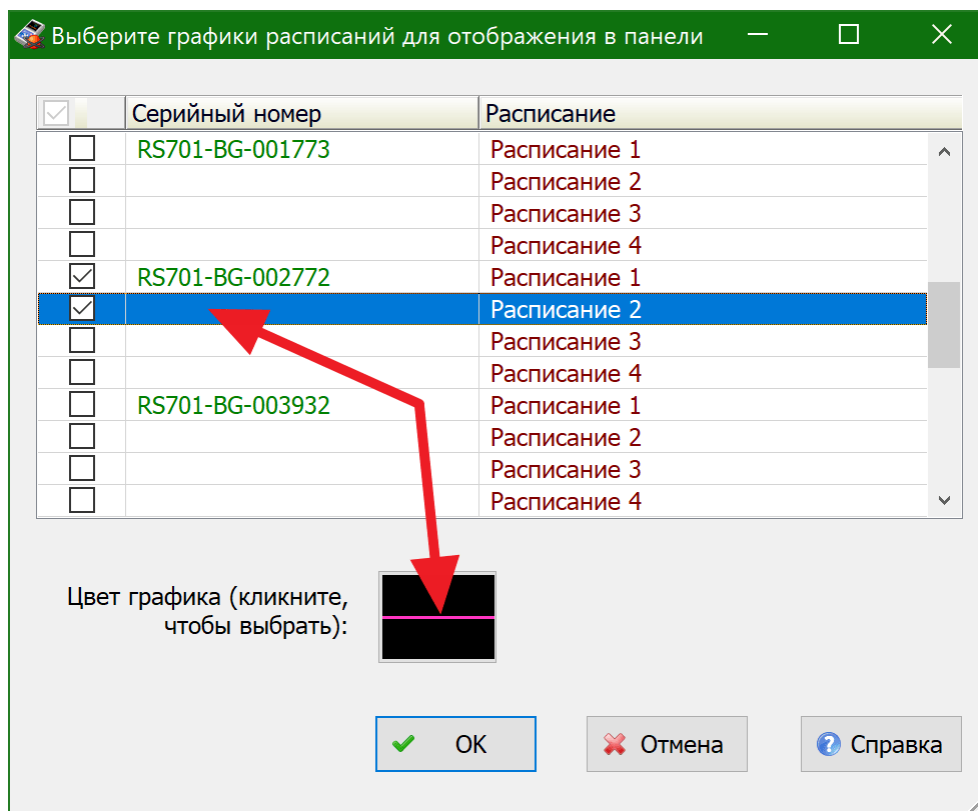 Выберите графики расписаний для отображения в панели
Серийный номер Расписание
RS701-BG-001773 Расписание 1
Расписание 2
Расписание 3
Расписание 4
RS701-BG-002772 Расписание 1
Расписание 2
Расписание 3
Расписание 4
RS701-BG-003932 Расписание 1
Расписание 2
Расписание 3
Расписание 4
Цвет графика (кликните,
чтобы выбрать):
OK Отмена Справка